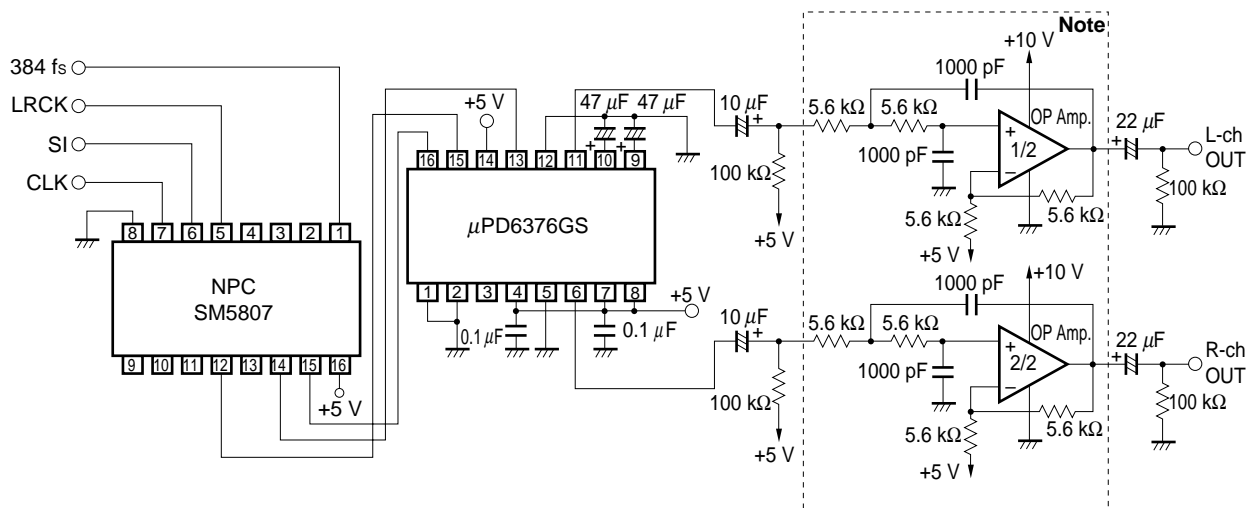 Note
384 fs
LRCK
SI
CLK
8 7 6 5 4 3 2 1
NPC
SM5807
9 10 11 12 13 14 15 16
+5 V
+5 V
47 µF 47 µF
+ +
16 15 14 13 12 11 10 9
µPD6376GS
1 2 3 4 5 6 7 8
0.1 µF
0.1 µF
+5 V
10 µF
+
100 kΩ
+5 V
5.6 kΩ
5.6 kΩ
1000 pF
1000 pF
+10 V
OP Amp.
+
1/2
−
5.6 kΩ
5.6 kΩ
+5 V
22 µF
+
100 kΩ
L-ch
OUT
10 µF
+
100 kΩ
+5 V
5.6 kΩ
5.6 kΩ
1000 pF
1000 pF
+10 V
OP Amp.
+
2/2
−
5.6 kΩ
5.6 kΩ
+5 V
22 µF
+
100 kΩ
R-ch
OUT